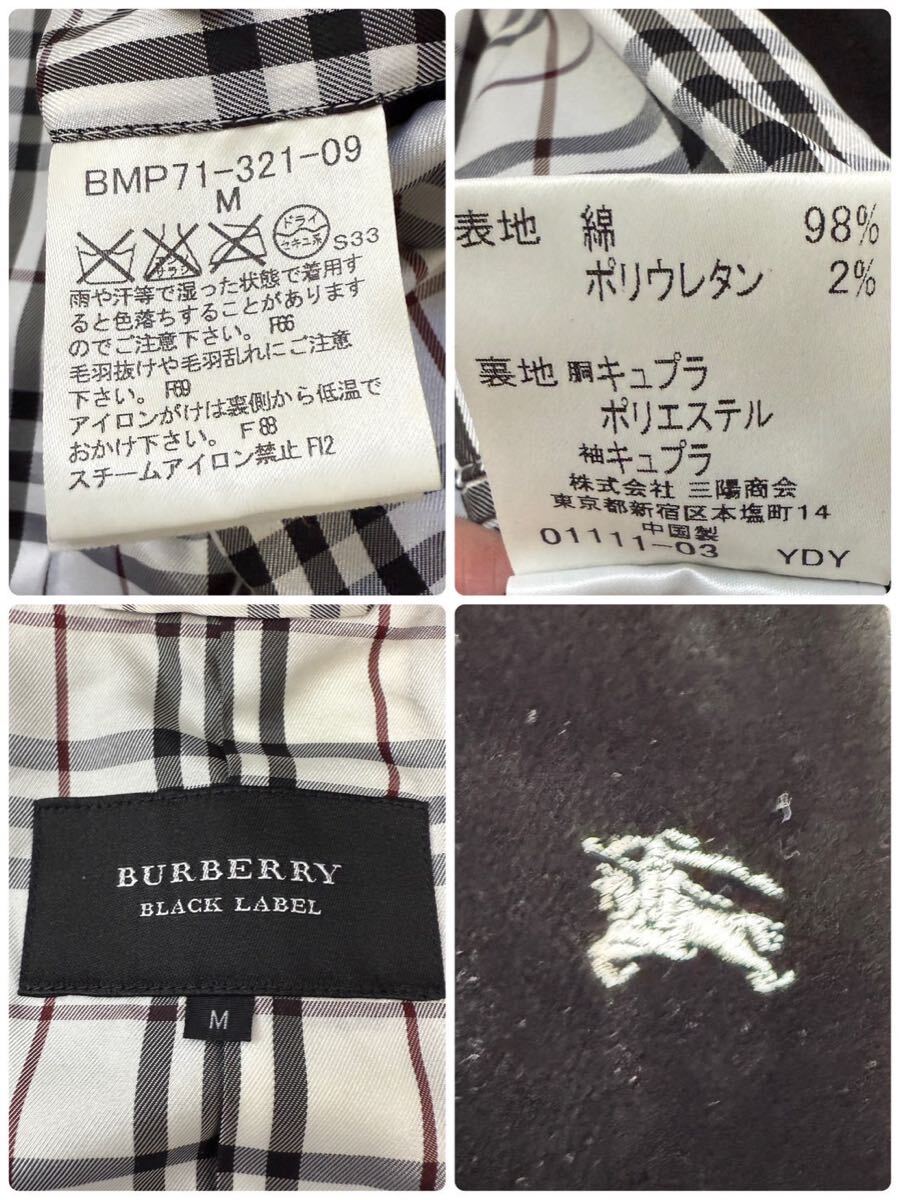 BMP71-321-09
M
ドライ
サラシ
セキユ系
S33
雨や汗等で湿った状態で着用す
ると色落ちすることがあります
のでご注意下さい。F66
毛羽抜けや毛羽乱れにご注意
下さい。F69
アイロンがけは裏側から低温で
おかけ下さい。F88
スチームアイロン禁止 F12
表地 綿 98%
ポリウレタン 2%
裏地 胴キュプラ
ポリエステル
袖キュプラ
株式会社 三陽商会
東京都新宿区本塩町14
中国製
01111-03 YDY
BURBERRY
BLACK LABEL
M